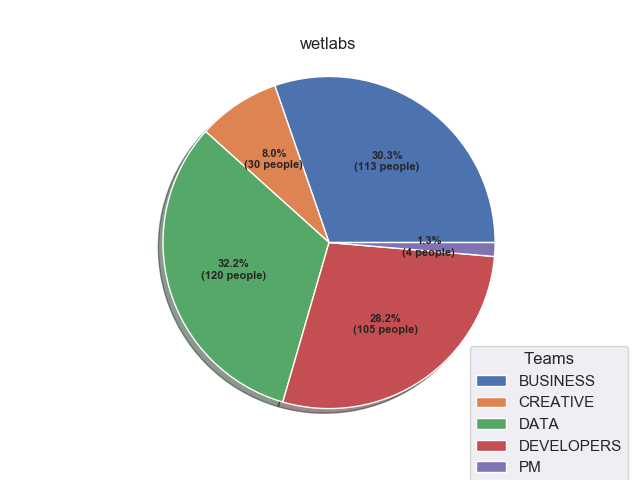 wetlabs
30.3%
(113 people)
8.0%
(30 people)
32.2%
(120 people)
28.2%
(105 people)
1.3%
(4 people)
Teams
BUSINESS
CREATIVE
DATA
DEVELOPERS
PM